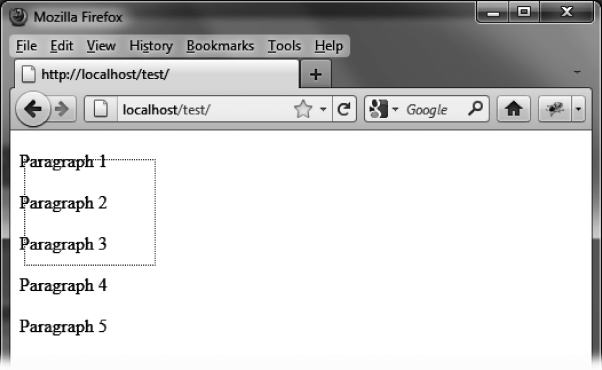 Mozilla Firefox
File Edit View History Bookmarks Tools Help
http://localhost/test/
localhost/test/ Google
Paragraph 1
Paragraph 2
Paragraph 3
Paragraph 4
Paragraph 5